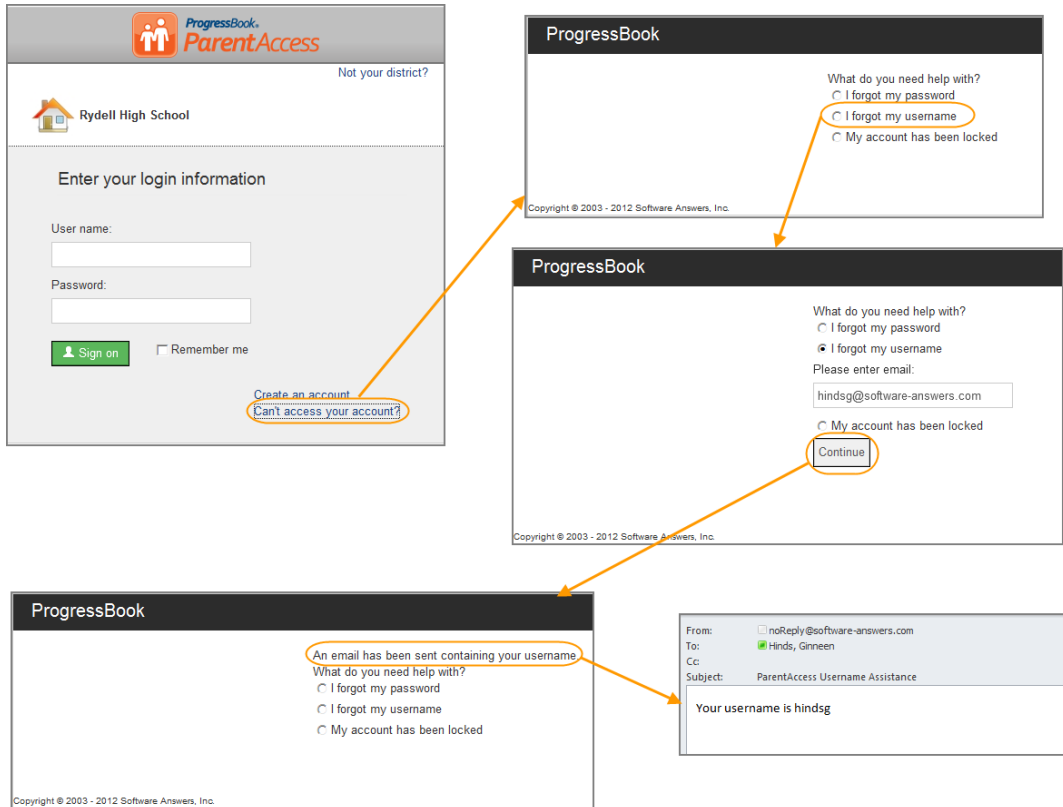 ProgressBook®
ParentAccess
Not your district?
Rydell High School
Enter your login information
User name:
Password:
Sign on
Remember me
Create an account
Can't access your account?
ProgressBook
What do you need help with?
I forgot my password
I forgot my username
My account has been locked
Copyright © 2003 - 2012 Software Answers, Inc.
ProgressBook
What do you need help with?
I forgot my password
I forgot my username
Please enter email:
hindsg@software-answers.com
My account has been locked
Continue
Copyright © 2003 - 2012 Software Answers, Inc.
ProgressBook
An email has been sent containing your username
What do you need help with?
I forgot my password
I forgot my username
My account has been locked
Copyright © 2003 - 2012 Software Answers, Inc.
From: noReply@software-answers.com
To: Hinds, Ginneen
Cc:
Subject: ParentAccess Username Assistance
Your username is hindsg